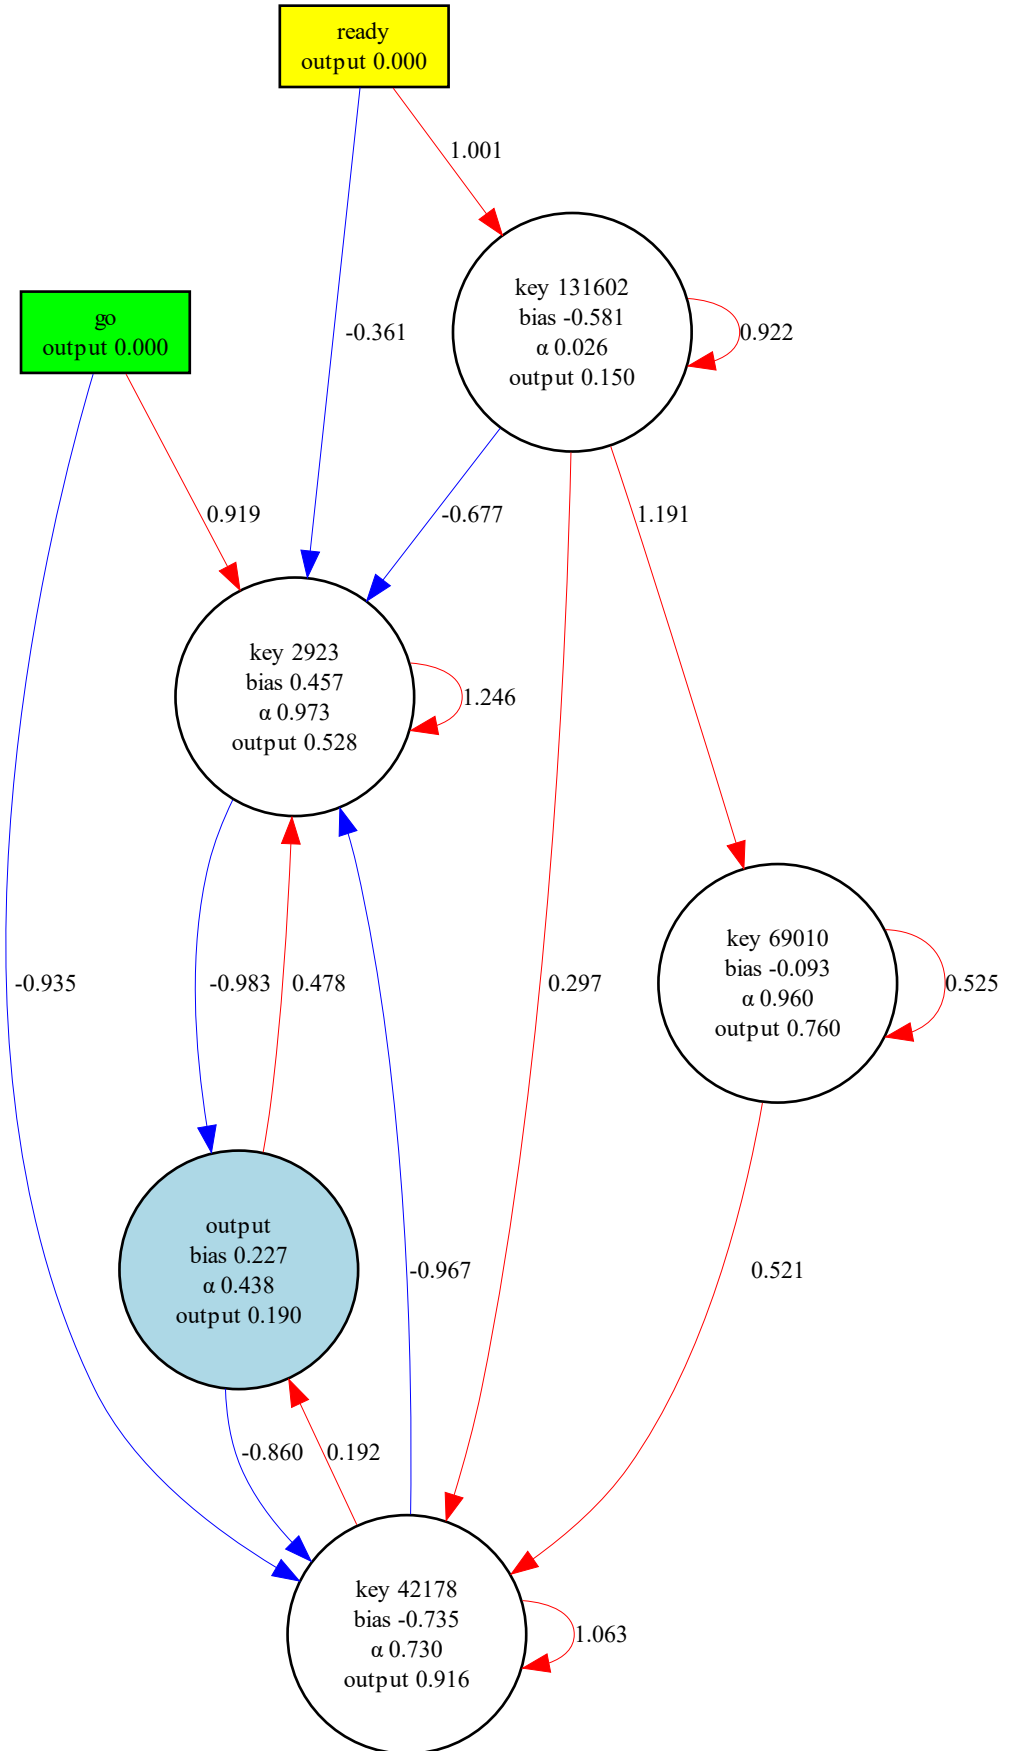 ready
output 0.000
1.001
go
output 0.000
key 131602
bias -0.581
α 0.026
output 0.150
0.922
-0.361
0.919
-0.677
1.191
key 2923
bias 0.457
α 0.973
output 0.528
1.246
key 69010
bias -0.093
α 0.960
output 0.760
0.525
-0.935
-0.983
0.478
0.297
output
bias 0.227
α 0.438
output 0.190
-0.967
0.521
-0.860
0.192
key 42178
bias -0.735
α 0.730
output 0.916
1.063